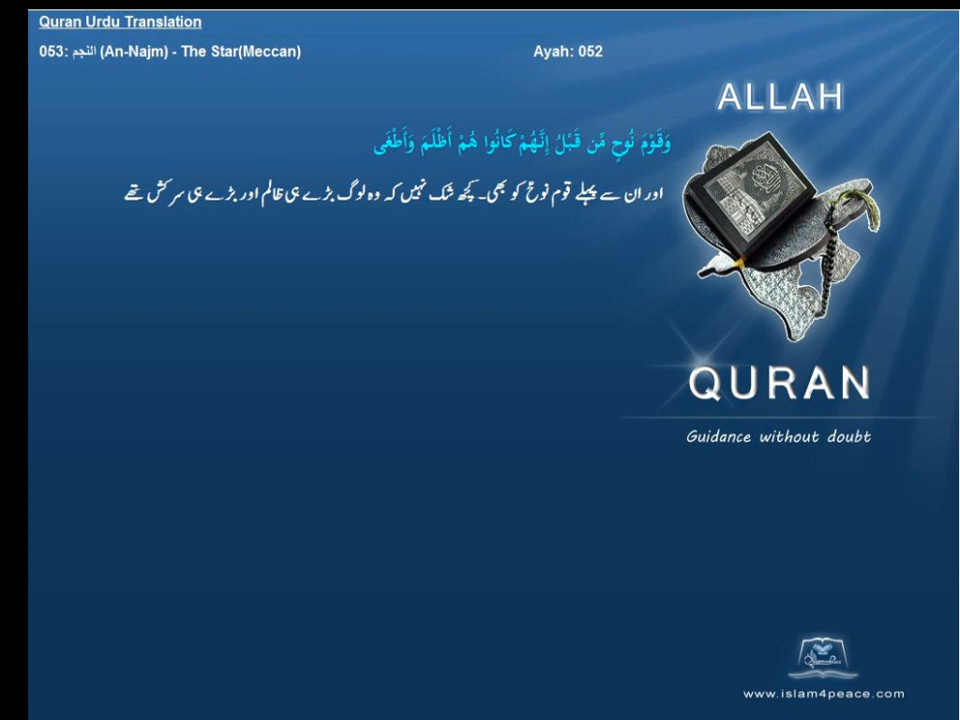 Quran Urdu Translation
053: النجم (An-Najm) - The Star(Meccan) Ayah: 052
ALLAH
وَقَوْمَ نُوحٍ مِّن قَبْلُ إِنَّهُمْ كَانُوا هُمْ أَظْلَمَ وَأَطْغَى
اور ان سے پہلے قوم نوحؑ کو بھی۔ کچھ شک نہیں کہ وہ لوگ بڑے ہی ظالم اور بڑے ہی سرکش تھے
QURAN
Guidance without doubt
www.islam4peace.com